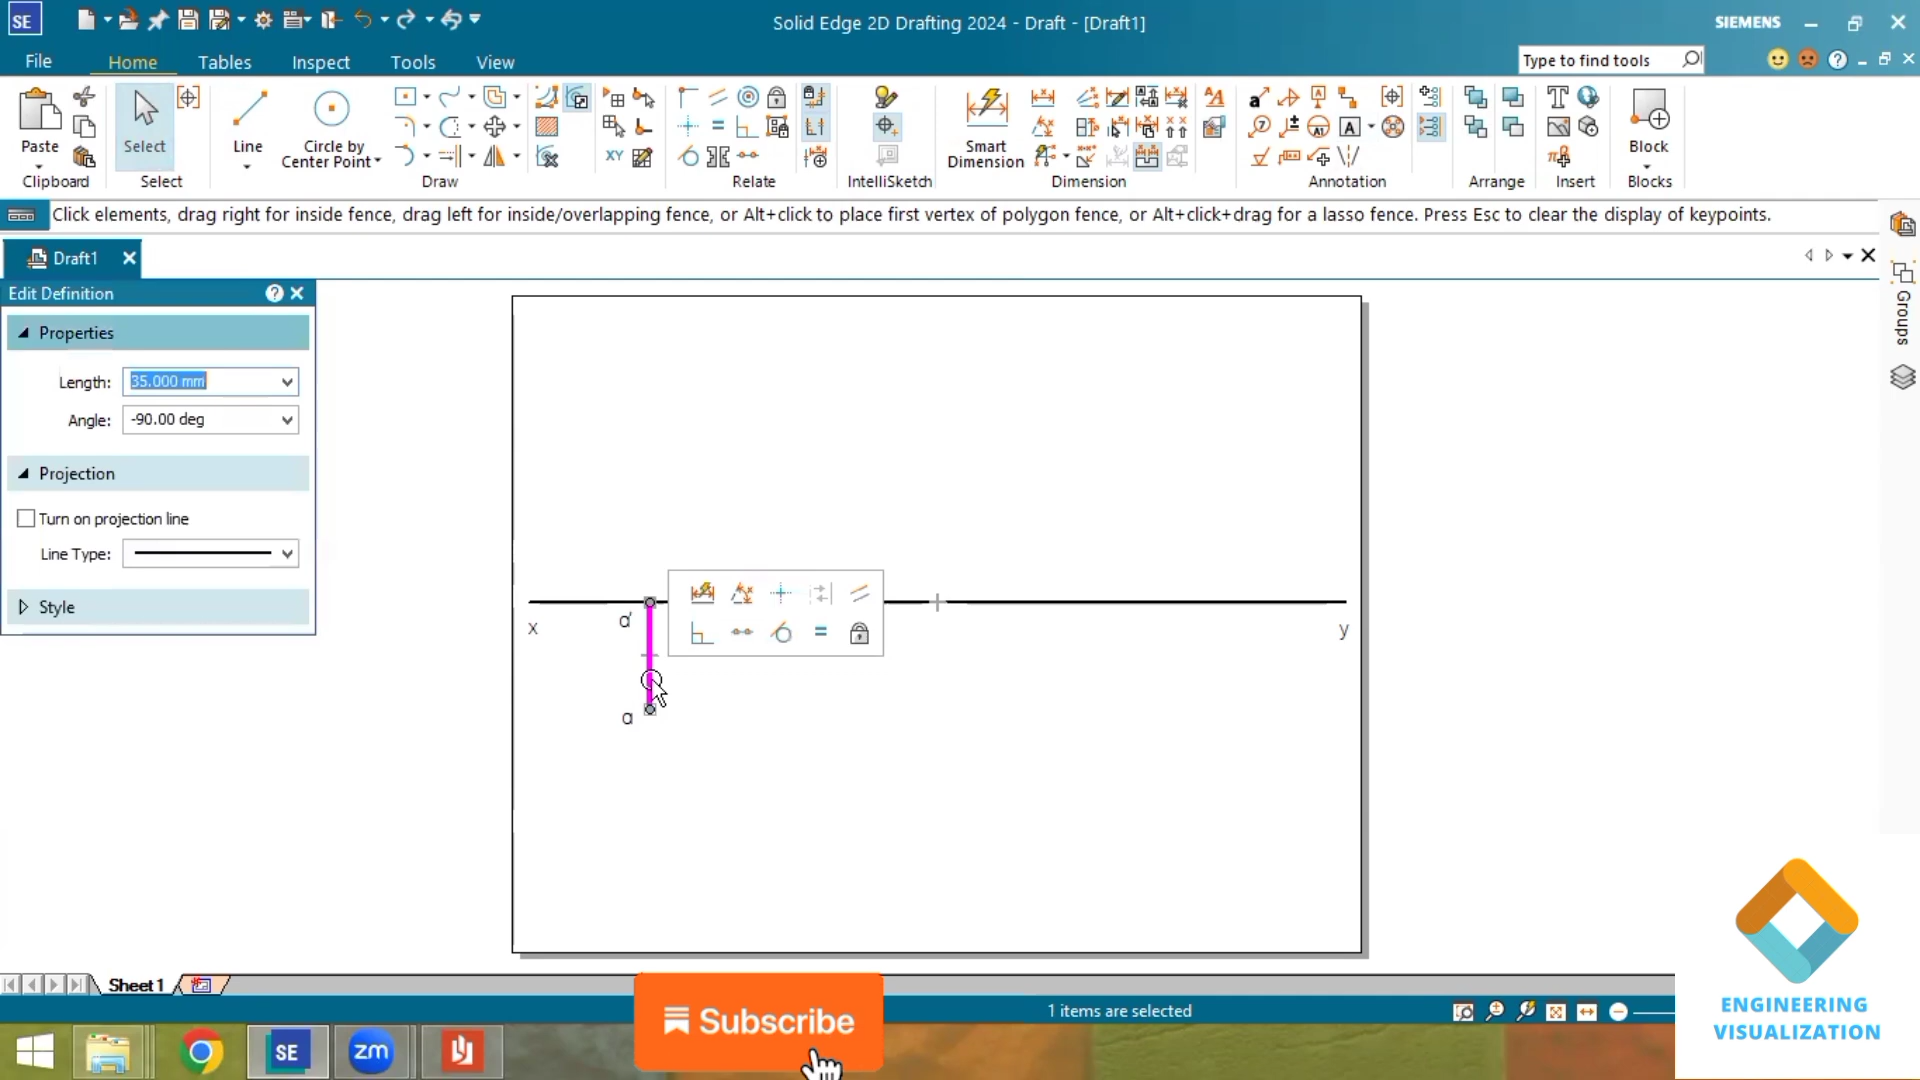 SE
Solid Edge 2D Drafting 2024 - Draft - [Draft1]
SIEMENS
File
Home
Tables
Inspect
Tools
View
Type to find tools
Paste
Select
Line
Circle by
Center Point
XY
Smart
Dimension
Block
Clipboard
Select
Draw
Relate
IntelliSketch
Dimension
Annotation
Arrange
Insert
Blocks
Click elements, drag right for inside fence, drag left for inside/overlapping fence, or Alt+click to place first vertex of polygon fence, or Alt+click+drag for a lasso fence. Press Esc to clear the display of keypoints.
Draft1
Edit Definition
Properties
Length: 35.000 mm
Angle: -90.00 deg
Projection
Turn on projection line
Line Type:
Style
Groups
x
a'
y
a
Sheet1
1 items are selected
Subscribe
SE
zm
ENGINEERING
VISUALIZATION